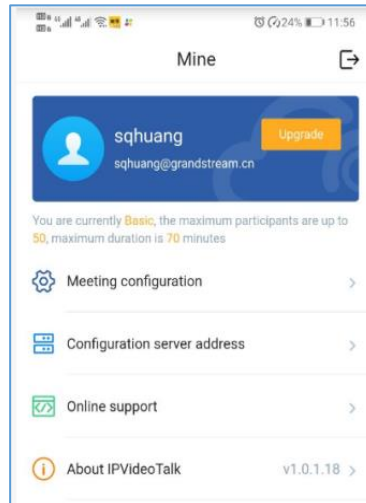 24% 11:56
Mine
sqhuang
Upgrade
sqhuang@grandstream.cn
You are currently Basic, the maximum participants are up to
50, maximum duration is 70 minutes
Meeting configuration
Configuration server address
Online support
About IPVideoTalk v1.0.1.18